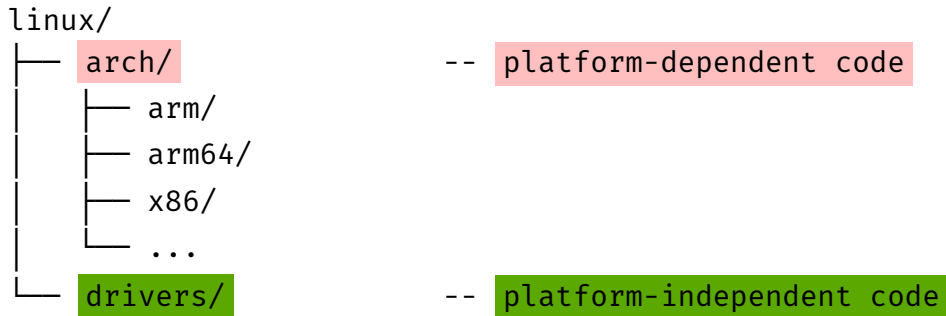 linux/
├── arch/ -- platform-dependent code
│ ├── arm/
│ ├── arm64/
│ ├── x86/
│ └── ...
└── drivers/ -- platform-independent code